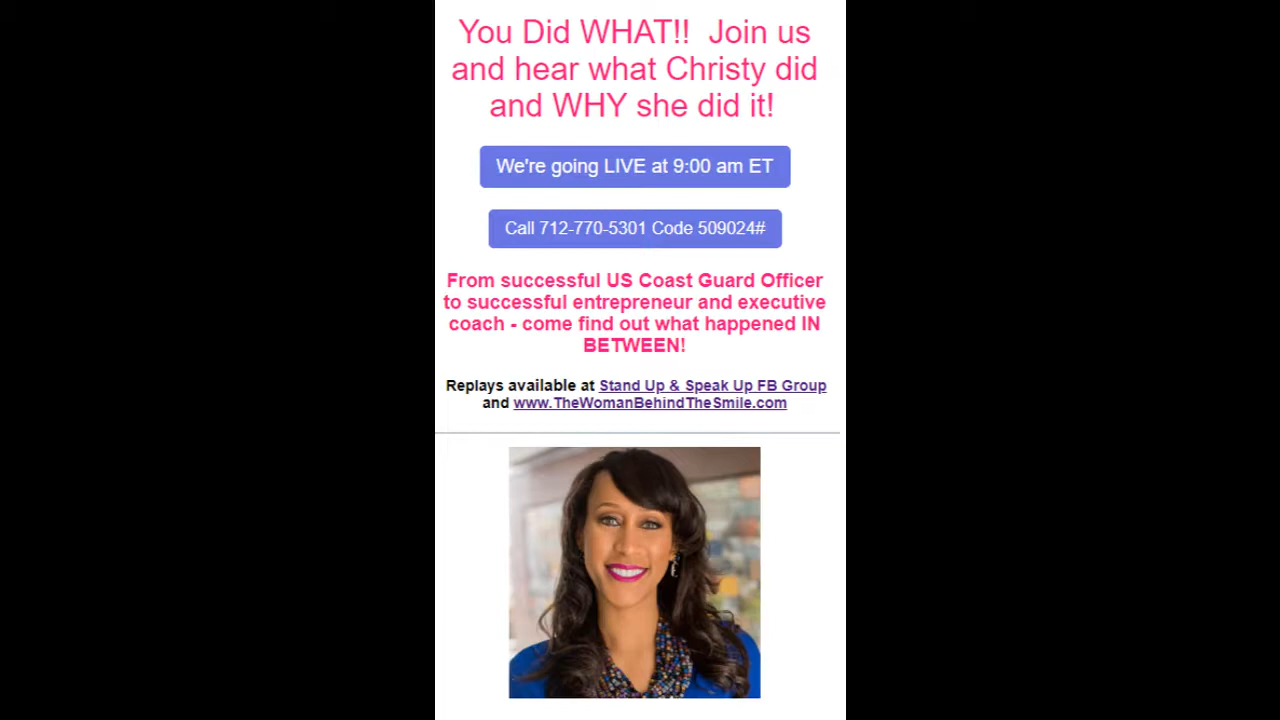 You Did WHAT!! Join us
and hear what Christy did
and WHY she did it!
We're going LIVE at 9:00 am ET
Call 712-770-5301 Code 509024#
From successful US Coast Guard Officer
to successful entrepreneur and executive
coach - come find out what happened IN
BETWEEN!
Replays available at Stand Up & Speak Up FB Group
and www.TheWomanBehindTheSmile.com